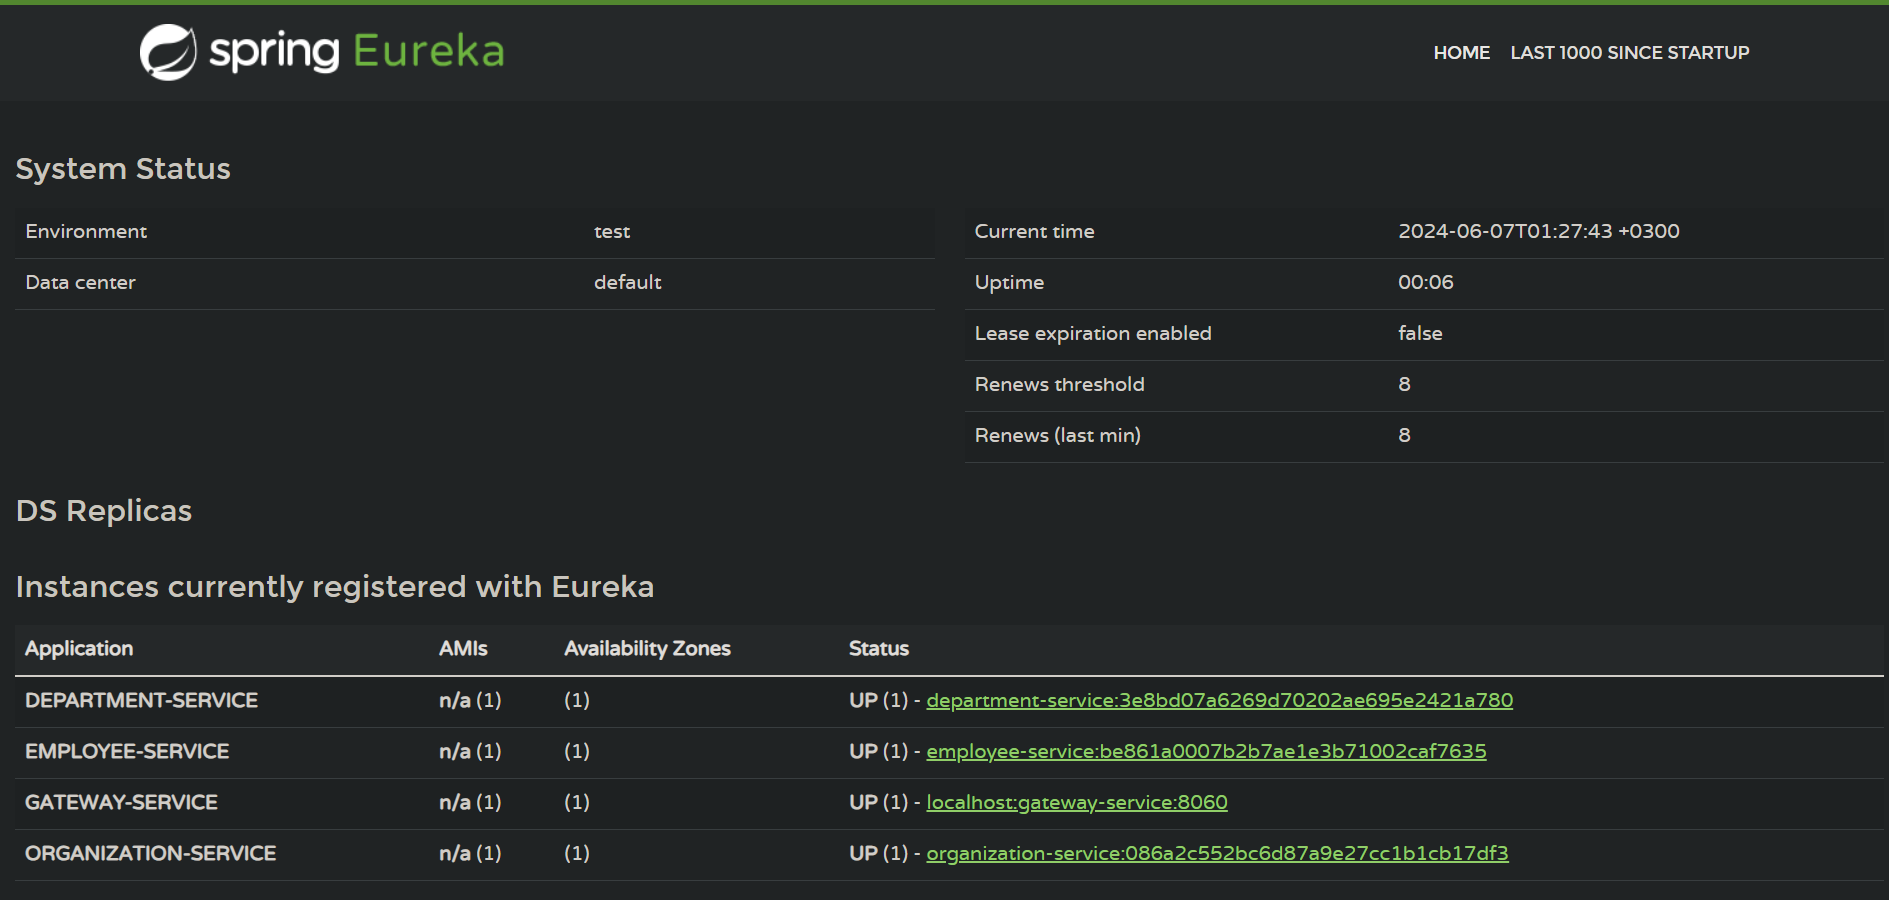 spring Eureka
HOME LAST 1000 SINCE STARTUP
System Status
Environment test
Data center default
Current time 2024-06-07T01:27:43 +0300
Uptime 00:06
Lease expiration enabled false
Renews threshold 8
Renews (last min) 8
DS Replicas
Instances currently registered with Eureka
Application AMIs Availability Zones Status
DEPARTMENT-SERVICE n/a (1) (1) UP (1) - department-service:3e8bd07a6269d70202ae695e2421a780
EMPLOYEE-SERVICE n/a (1) (1) UP (1) - employee-service:be861a0007b2b7ae1e3b71002caf7635
GATEWAY-SERVICE n/a (1) (1) UP (1) - localhost:gateway-service:8060
ORGANIZATION-SERVICE n/a (1) (1) UP (1) - organization-service:086a2c552bc6d87a9e27cc1b1cb17df3